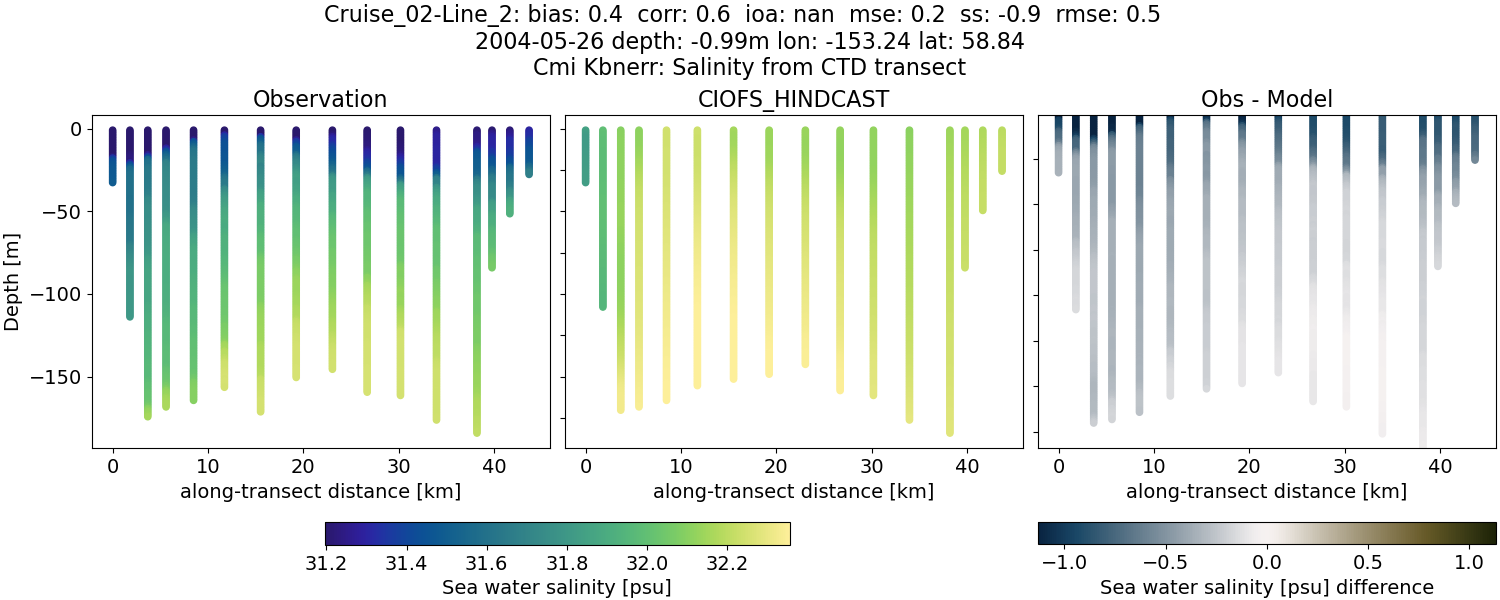 Cruise_02-Line_2: bias: 0.4  corr: 0.6  ioa: nan  mse: 0.2  ss: -0.9  rmse: 0.5
2004-05-26 depth: -0.99m lon: -153.24 lat: 58.84
Cmi Kbnerr: Salinity from CTD transect
Observation
CIOFS_HINDCAST
Obs - Model
Depth [m]
0
−50
−100
−150
0 10 20 30 40
0 10 20 30 40
0 10 20 30 40
along-transect distance [km]
along-transect distance [km]
along-transect distance [km]
31.2 31.4 31.6 31.8 32.0 32.2
Sea water salinity [psu]
−1.0 −0.5 0.0 0.5 1.0
Sea water salinity [psu] difference